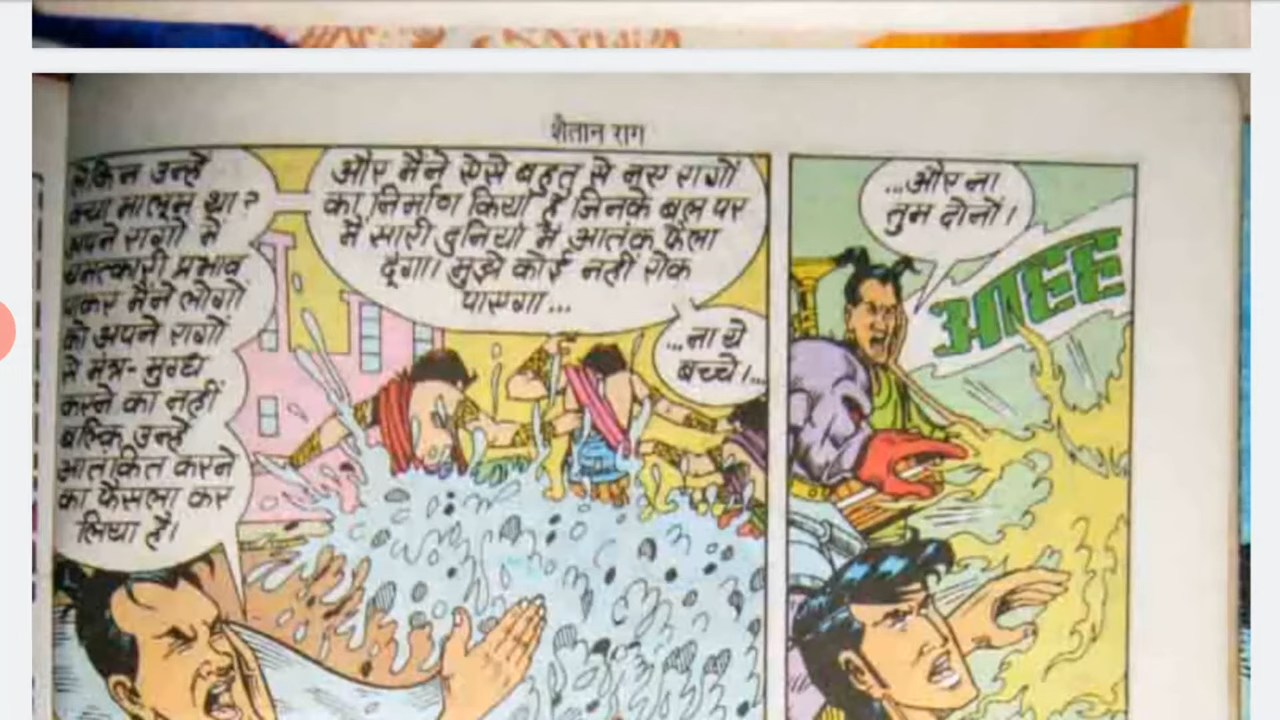 शैतान राग
लेकिन उन्हें
क्या मालूम था?
अपने रागों में
चमत्कारी प्रभाव
पाकर मैंने लोगों
को अपने रागों
से मंत्र-मुग्ध
करने का नहीं
बल्कि उन्हें
आतंकित करने
का फैसला कर
लिया है।
और मैंने ऐसे बहुत से नए रागों
का निर्माण किया है जिनके बल पर
मैं सारी दुनिया में आतंक फैला
दूंगा। मुझे कोई नहीं रोक
पाएगा...
...ना ये
बच्चे!...
...और ना
तुम दोनों!
आहहह